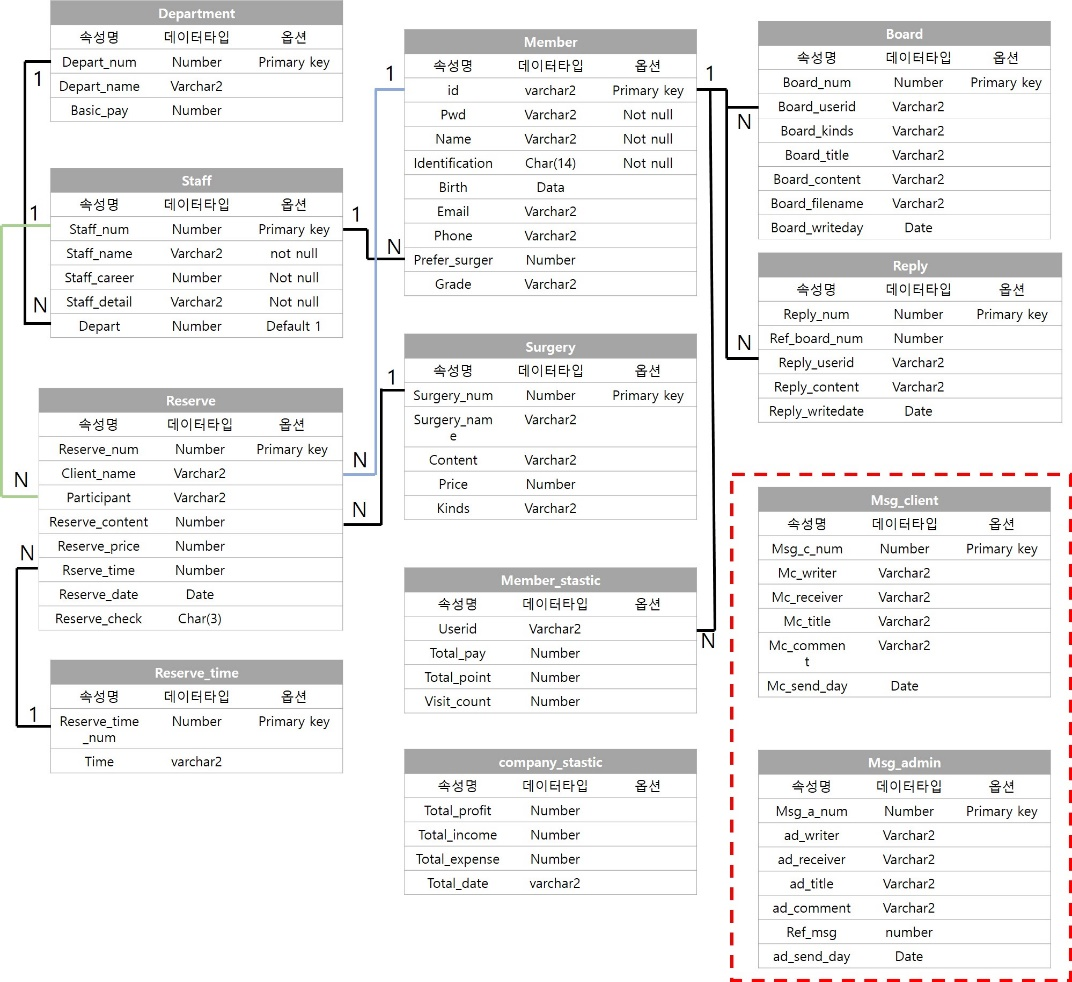 Department
속성명 데이터타입 옵션
Depart_num Number Primary key
Depart_name Varchar2
Basic_pay Number
1
N
Staff
속성명 데이터타입 옵션
Staff_num Number Primary key
Staff_name Varchar2 not null
Staff_career Number Not null
Staff_detail Varchar2 Not null
Depart Number Default 1
1
N
1
N
Reserve
속성명 데이터타입 옵션
Reserve_num Number Primary key
Client_name Varchar2
Participant Varchar2
Reserve_content Number
Reserve_price Number
Rserve_time Number
Reserve_date Date
Reserve_check Char(3)
N
1
Reserve_time
속성명 데이터타입 옵션
Reserve_time
_num Number Primary key
Time varchar2
Member
속성명 데이터타입 옵션
id varchar2 Primary key
Pwd Varchar2 Not null
Name Varchar2 Not null
Identification Char(14) Not null
Birth Data
Email Varchar2
Phone Varchar2
Prefer_surger Number
Grade Varchar2
1
N
1
N
Surgery
속성명 데이터타입 옵션
Surgery_num Number Primary key
Surgery_nam
e Varchar2
Content Varchar2
Price Number
Kinds Varchar2
Member_stastic
속성명 데이터타입 옵션
Userid Varchar2
Total_pay Number
Total_point Number
Visit_count Number
company_stastic
속성명 데이터타입 옵션
Total_profit Number
Total_income Number
Total_expense Number
Total_date varchar2
1
N
N
N
Board
속성명 데이터타입 옵션
Board_num Number Primary key
Board_userid Varchar2
Board_kinds Varchar2
Board_title Varchar2
Board_content Varchar2
Board_filename Varchar2
Board_writeday Date
Reply
속성명 데이터타입 옵션
Reply_num Number Primary key
Ref_board_num Number
Reply_userid Varchar2
Reply_content Varchar2
Reply_writedate Date
Msg_client
속성명 데이터타입 옵션
Msg_c_num Number Primary key
Mc_writer Varchar2
Mc_receiver Varchar2
Mc_title Varchar2
Mc_commen
t Varchar2
Mc_send_day Date
Msg_admin
속성명 데이터타입 옵션
Msg_a_num Number Primary key
ad_writer Varchar2
ad_receiver Varchar2
ad_title Varchar2
ad_comment Varchar2
Ref_msg number
ad_send_day Date